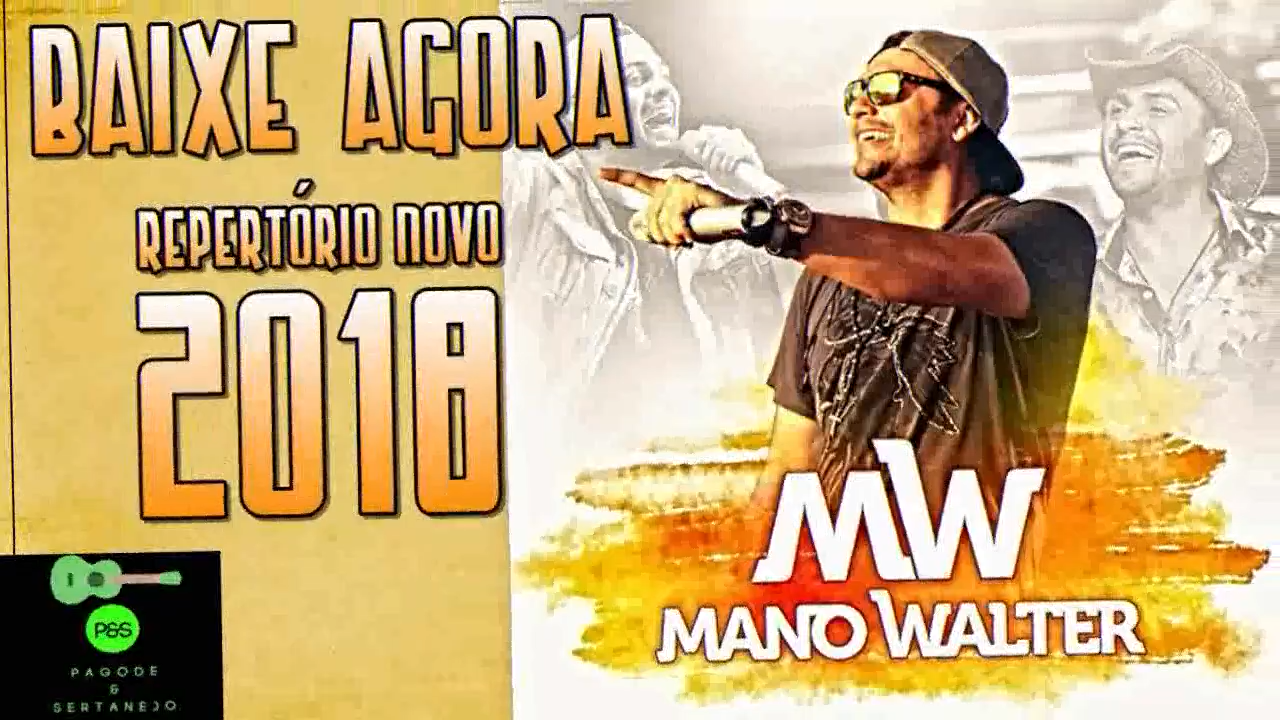 BAIXE AGORA
REPERTÓRIO NOVO
2018
MW
MANO WALTER
P&S
PAGODE
&
SERTANEJO